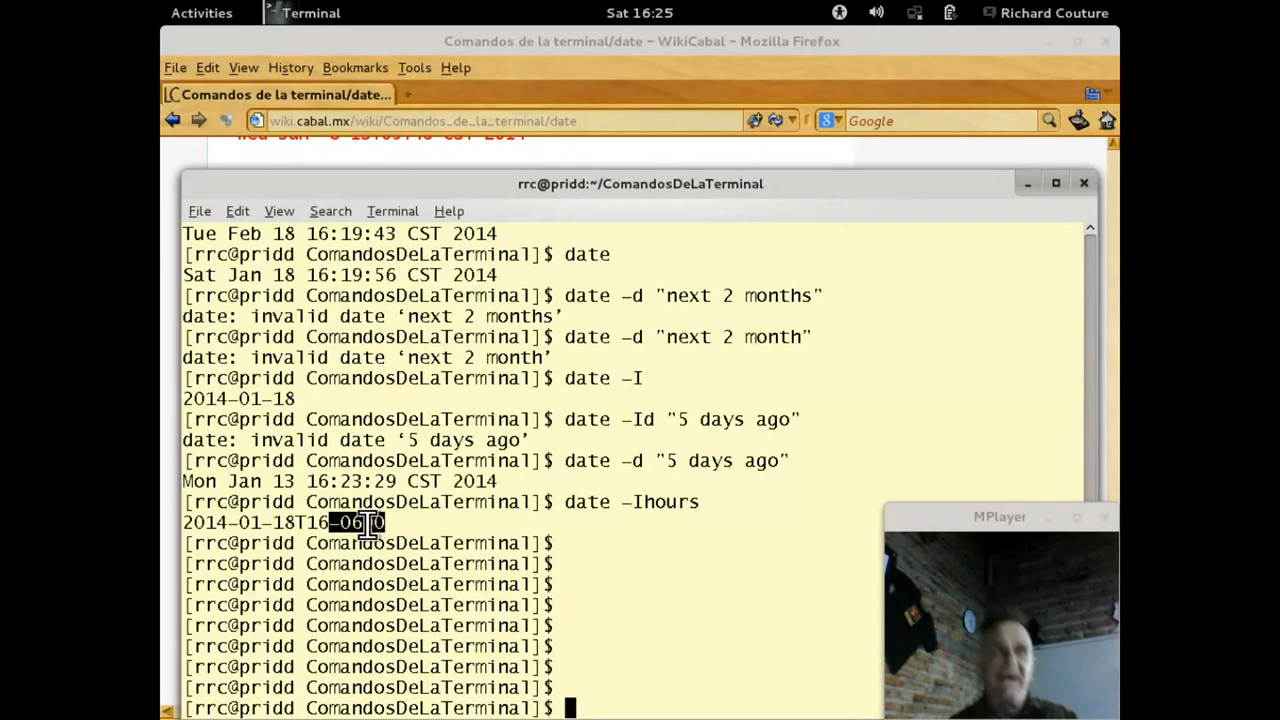 Activities
Terminal
Sat 16:25
Richard Couture
Comandos de la terminal/date – WikiCabal – Mozilla Firefox
File Edit View History Bookmarks Tools Help
Comandos de la terminal/date...
wiki.cabal.mx/wiki/Comandos_de_la_terminal/date
Google
rrc@pridd:~/ComandosDeLaTerminal
File Edit View Search Terminal Help
Tue Feb 18 16:19:43 CST 2014
[rrc@pridd ComandosDeLaTerminal]$ date
Sat Jan 18 16:19:56 CST 2014
[rrc@pridd ComandosDeLaTerminal]$ date –d "next 2 months"
date: invalid date ‘next 2 months’
[rrc@pridd ComandosDeLaTerminal]$ date –d "next 2 month"
date: invalid date ‘next 2 month’
[rrc@pridd ComandosDeLaTerminal]$ date –I
2014–01–18
[rrc@pridd ComandosDeLaTerminal]$ date –Id "5 days ago"
date: invalid date ‘5 days ago’
[rrc@pridd ComandosDeLaTerminal]$ date –d "5 days ago"
Mon Jan 13 16:23:29 CST 2014
[rrc@pridd ComandosDeLaTerminal]$ date –Ihours
2014–01–18T16
[rrc@pridd ComandosDeLaTerminal]$
[rrc@pridd ComandosDeLaTerminal]$
[rrc@pridd ComandosDeLaTerminal]$
[rrc@pridd ComandosDeLaTerminal]$
[rrc@pridd ComandosDeLaTerminal]$
[rrc@pridd ComandosDeLaTerminal]$
[rrc@pridd ComandosDeLaTerminal]$
[rrc@pridd ComandosDeLaTerminal]$
[rrc@pridd ComandosDeLaTerminal]$
MPlayer